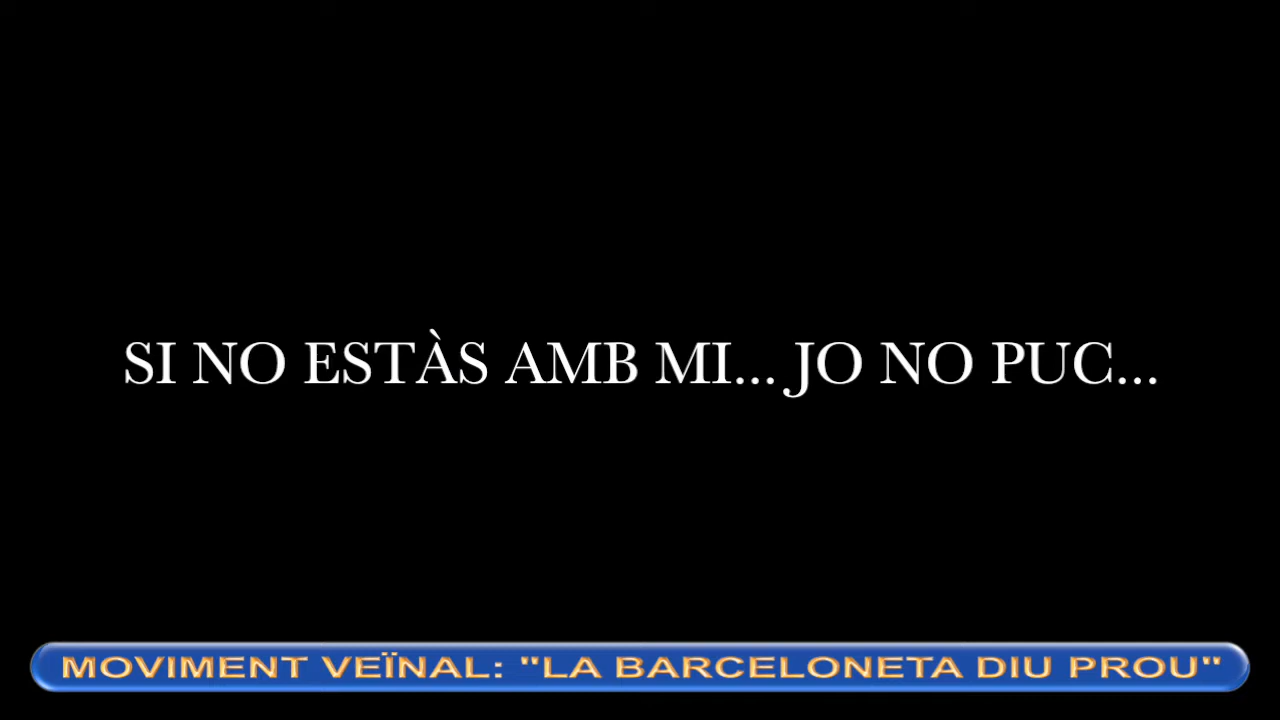 SI NO ESTÀS AMB MI... JO NO PUC...
MOVIMENT VEÏNAL: "LA BARCELONETA DIU PROU"